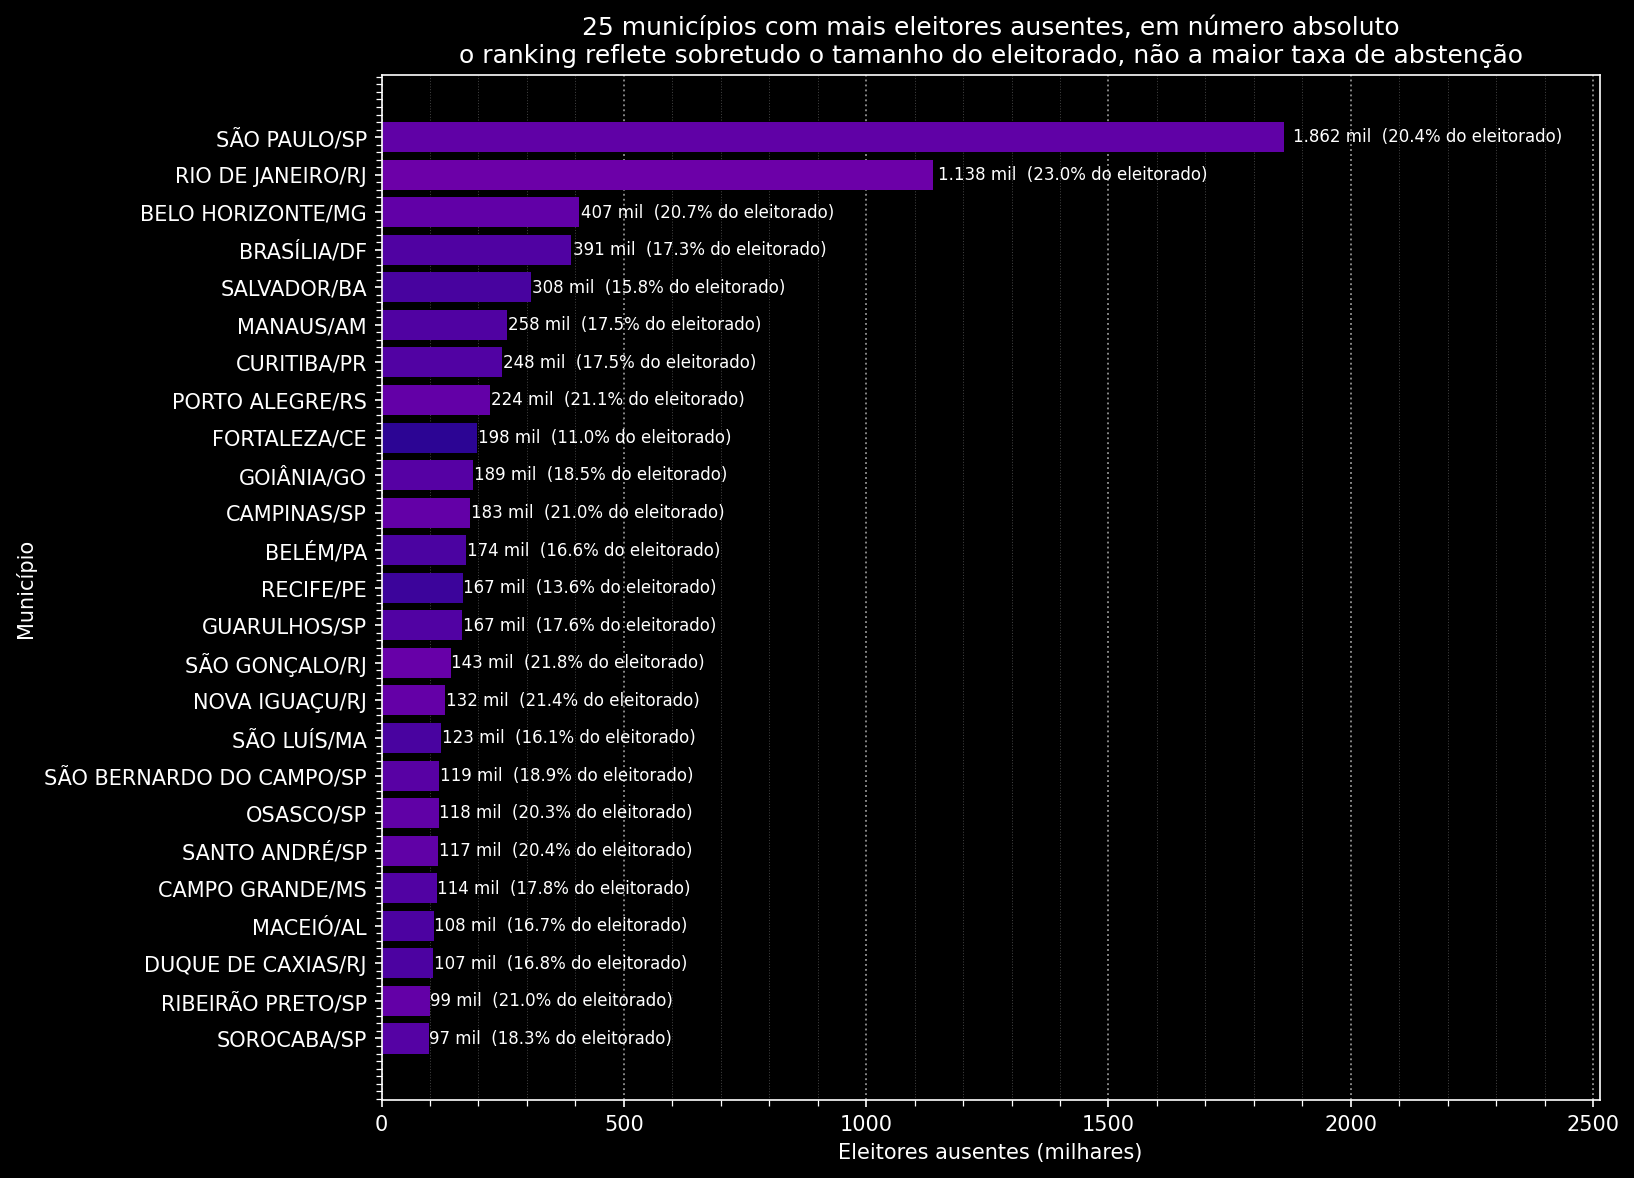 25 municípios com mais eleitores ausentes, em número absoluto
o ranking reflete sobretudo o tamanho do eleitorado, não a maior taxa de abstenção
SÃO PAULO/SP 1.862 mil (20.4% do eleitorado)
RIO DE JANEIRO/RJ 1.138 mil (23.0% do eleitorado)
BELO HORIZONTE/MG 407 mil (20.7% do eleitorado)
BRASÍLIA/DF 391 mil (17.3% do eleitorado)
SALVADOR/BA 308 mil (15.8% do eleitorado)
MANAUS/AM 258 mil (17.5% do eleitorado)
CURITIBA/PR 248 mil (17.5% do eleitorado)
PORTO ALEGRE/RS 224 mil (21.1% do eleitorado)
FORTALEZA/CE 198 mil (11.0% do eleitorado)
GOIÂNIA/GO 189 mil (18.5% do eleitorado)
CAMPINAS/SP 183 mil (21.0% do eleitorado)
BELÉM/PA 174 mil (16.6% do eleitorado)
RECIFE/PE 167 mil (13.6% do eleitorado)
GUARULHOS/SP 167 mil (17.6% do eleitorado)
SÃO GONÇALO/RJ 143 mil (21.8% do eleitorado)
NOVA IGUAÇU/RJ 132 mil (21.4% do eleitorado)
SÃO LUÍS/MA 123 mil (16.1% do eleitorado)
SÃO BERNARDO DO CAMPO/SP 119 mil (18.9% do eleitorado)
OSASCO/SP 118 mil (20.3% do eleitorado)
SANTO ANDRÉ/SP 117 mil (20.4% do eleitorado)
CAMPO GRANDE/MS 114 mil (17.8% do eleitorado)
MACEIÓ/AL 108 mil (16.7% do eleitorado)
DUQUE DE CAXIAS/RJ 107 mil (16.8% do eleitorado)
RIBEIRÃO PRETO/SP 99 mil (21.0% do eleitorado)
SOROCABA/SP 97 mil (18.3% do eleitorado)
Município
0 500 1000 1500 2000 2500
Eleitores ausentes (milhares)